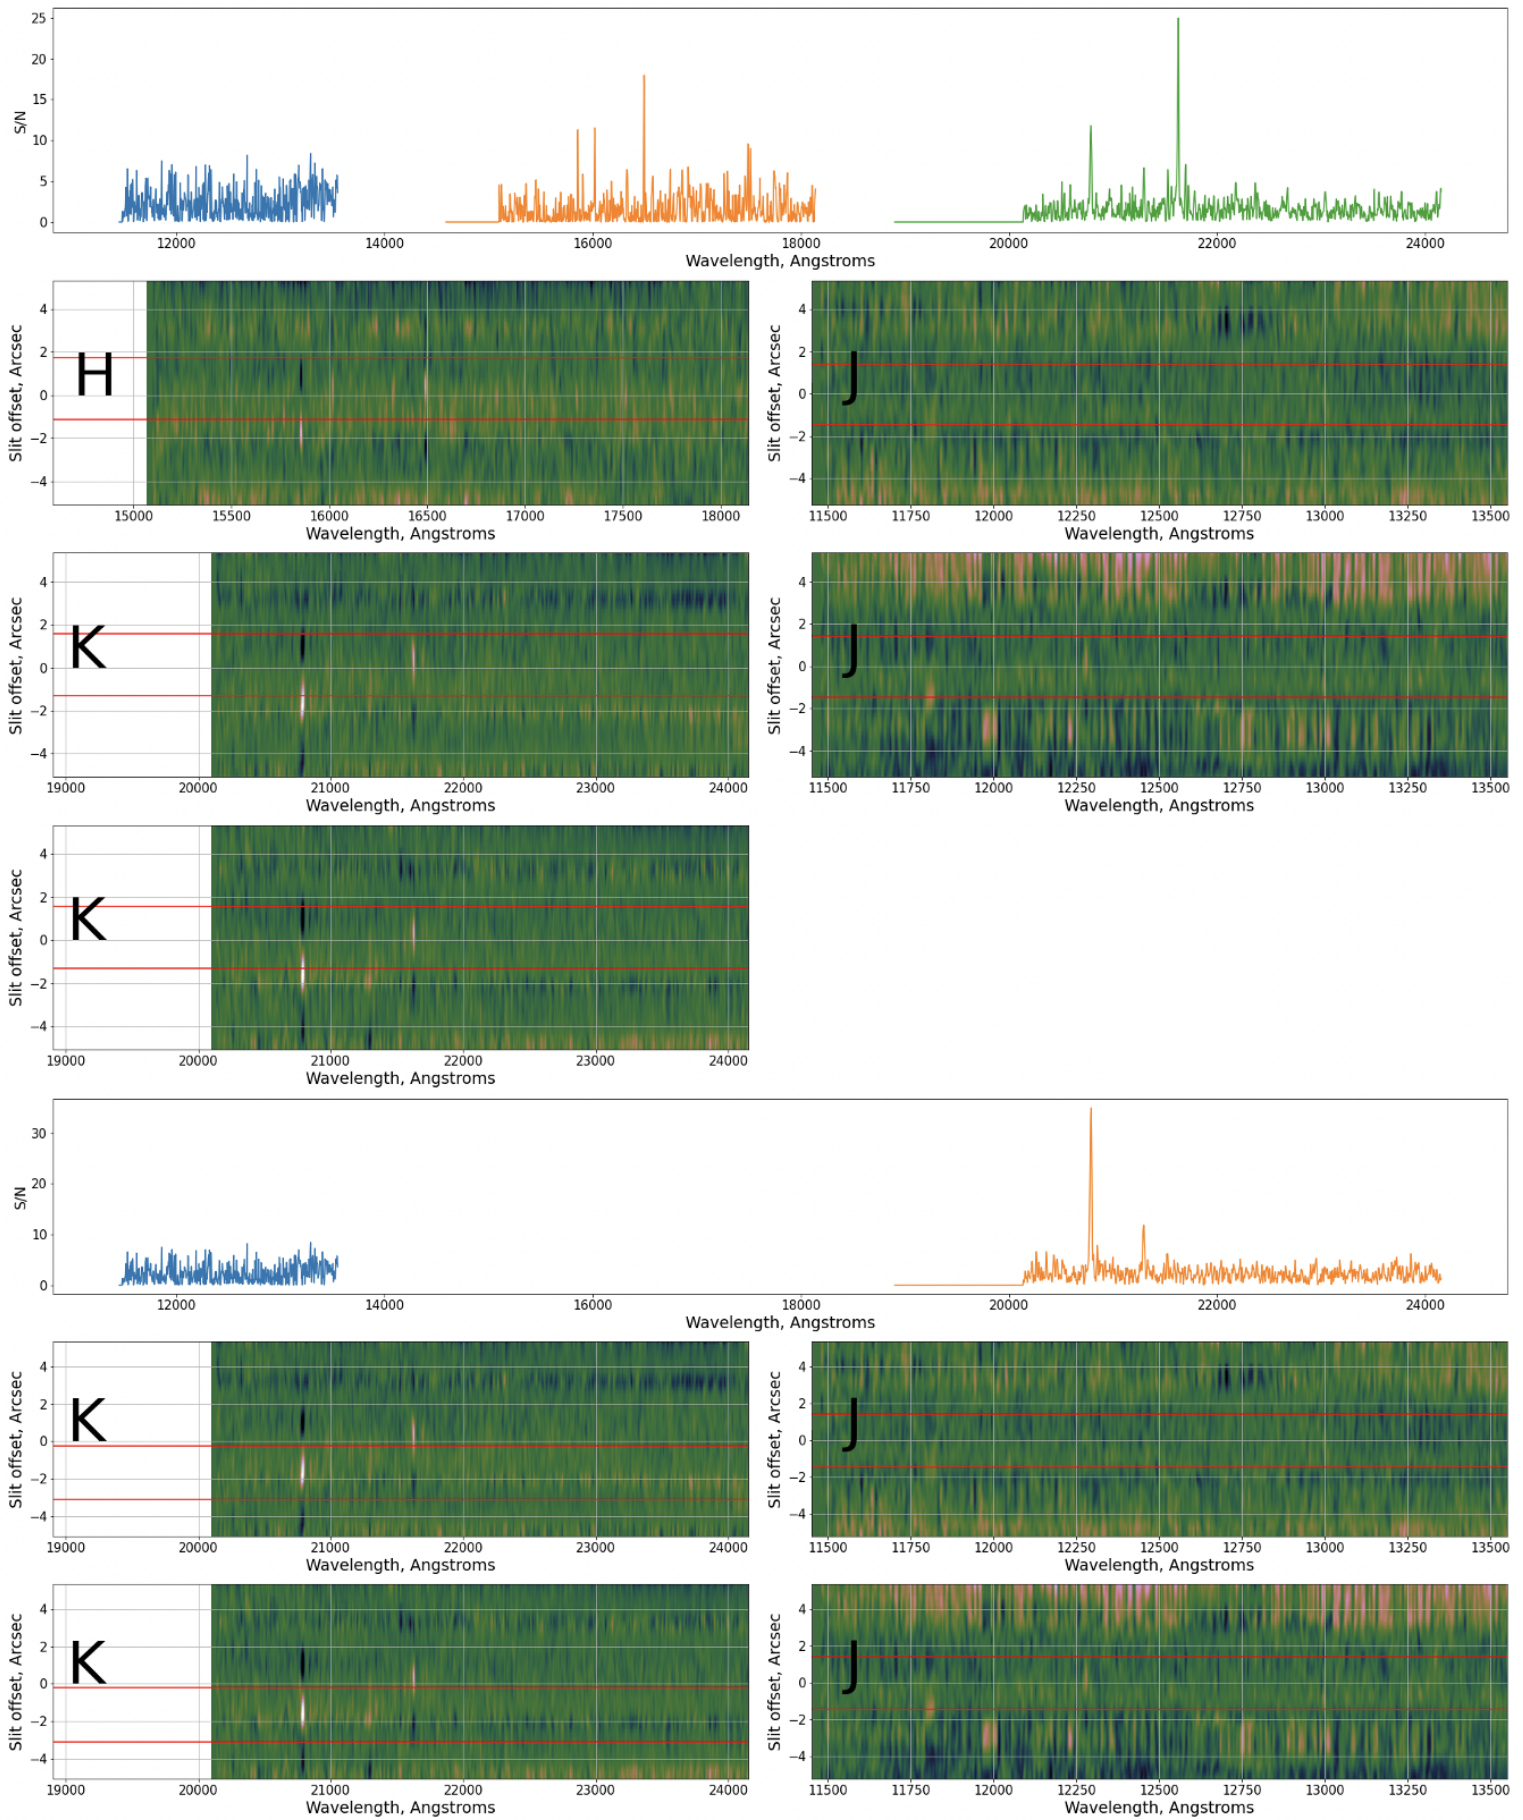 25
20
15
10
5
0
S/N
12000 14000 16000 18000 20000 22000 24000
Wavelength, Angstroms
4
2
0
−2
−4
Slit offset, Arcsec
H
15000 15500 16000 16500 17000 17500 18000
Wavelength, Angstroms
4
2
0
−2
−4
Slit offset, Arcsec
J
11500 11750 12000 12250 12500 12750 13000 13250 13500
Wavelength, Angstroms
4
2
0
−2
−4
Slit offset, Arcsec
K
19000 20000 21000 22000 23000 24000
Wavelength, Angstroms
4
2
0
−2
−4
Slit offset, Arcsec
J
11500 11750 12000 12250 12500 12750 13000 13250 13500
Wavelength, Angstroms
4
2
0
−2
−4
Slit offset, Arcsec
K
19000 20000 21000 22000 23000 24000
Wavelength, Angstroms
30
20
10
0
S/N
12000 14000 16000 18000 20000 22000 24000
Wavelength, Angstroms
4
2
0
−2
−4
Slit offset, Arcsec
K
19000 20000 21000 22000 23000 24000
Wavelength, Angstroms
4
2
0
−2
−4
Slit offset, Arcsec
J
11500 11750 12000 12250 12500 12750 13000 13250 13500
Wavelength, Angstroms
4
2
0
−2
−4
Slit offset, Arcsec
K
19000 20000 21000 22000 23000 24000
Wavelength, Angstroms
4
2
0
−2
−4
Slit offset, Arcsec
J
11500 11750 12000 12250 12500 12750 13000 13250 13500
Wavelength, Angstroms